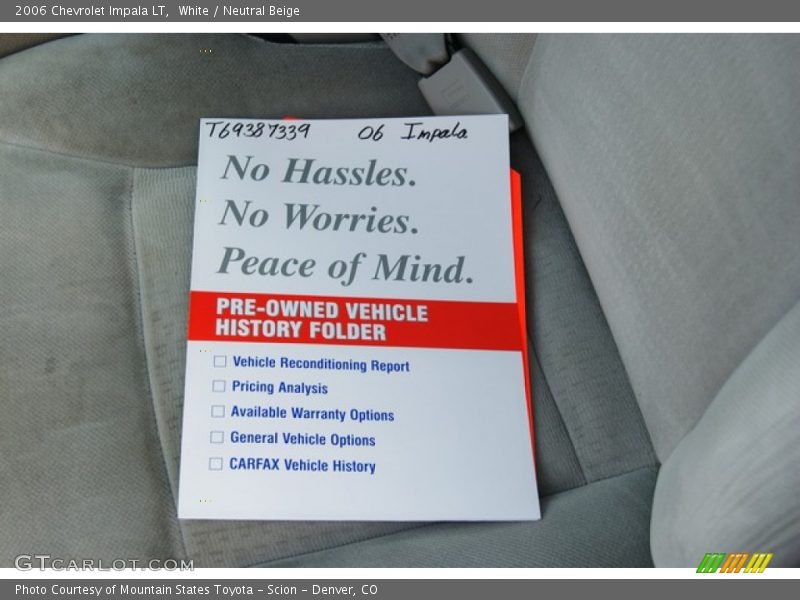 2006 Chevrolet Impala LT,  White / Neutral Beige
T69387339 06 Impala
No Hassles.
No Worries.
Peace of Mind.
PRE-OWNED VEHICLE
HISTORY FOLDER
Vehicle Reconditioning Report
Pricing Analysis
Available Warranty Options
General Vehicle Options
CARFAX Vehicle History
GTcarlot.com
Photo Courtesy of Mountain States Toyota - Scion - Denver, CO